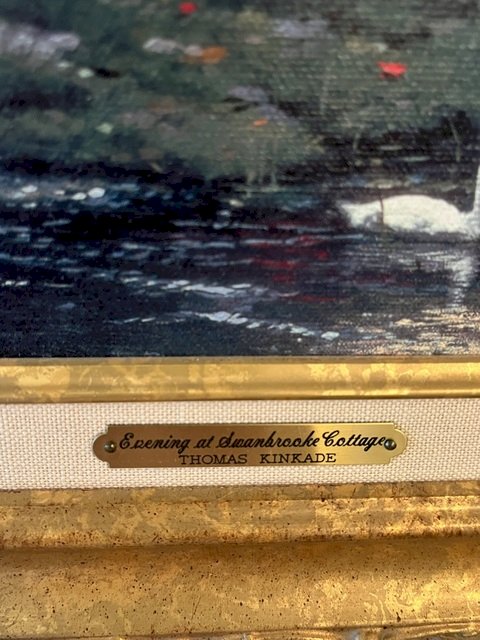 Evening at Swanbrooke Cottage
THOMAS KINKADE